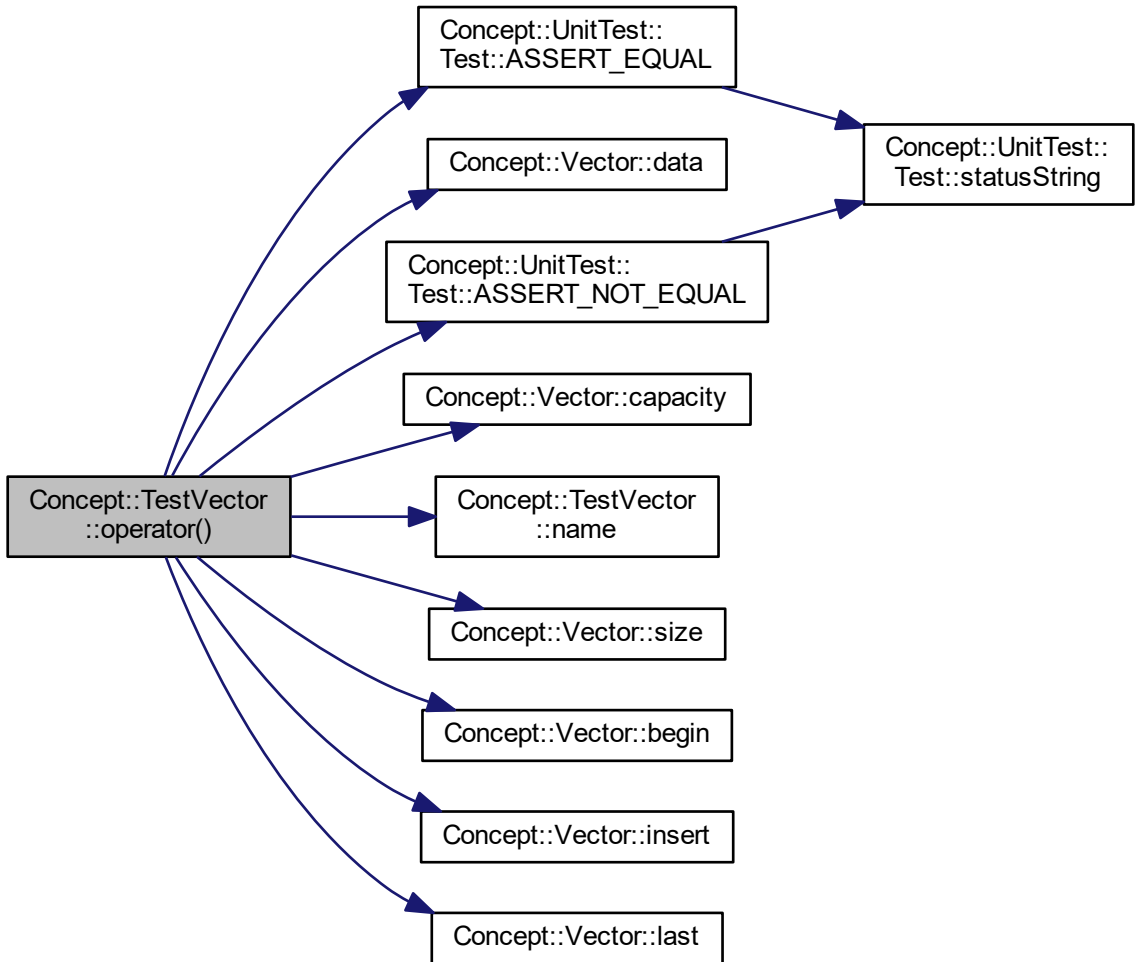 Concept::UnitTest::
Test::ASSERT_EQUAL
Concept::UnitTest::
Test::statusString
Concept::Vector::data
Concept::UnitTest::
Test::ASSERT_NOT_EQUAL
Concept::Vector::capacity
Concept::TestVector
::operator()
Concept::TestVector
::name
Concept::Vector::size
Concept::Vector::begin
Concept::Vector::insert
Concept::Vector::last